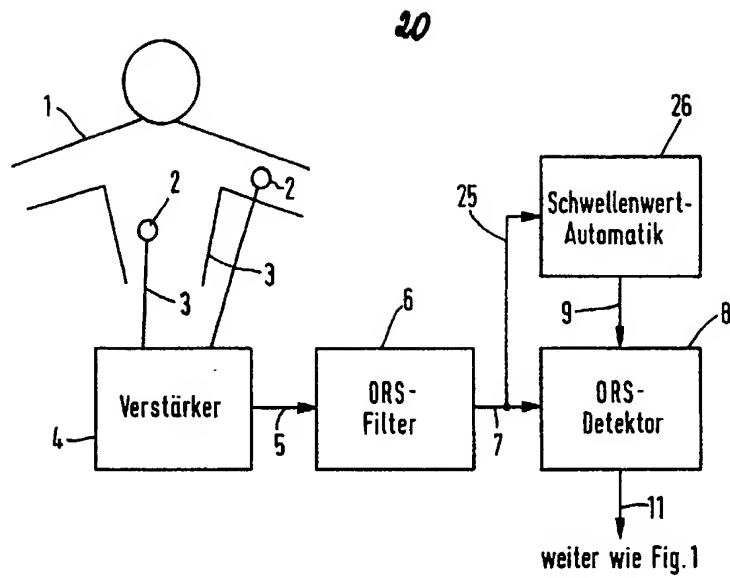 20
1
2
2
3
3
4
Verstärker
5
6
ORS-
Filter
7
25
26
Schwellenwert-
Automatik
9
8
ORS-
Detektor
11
weiter wie Fig.1